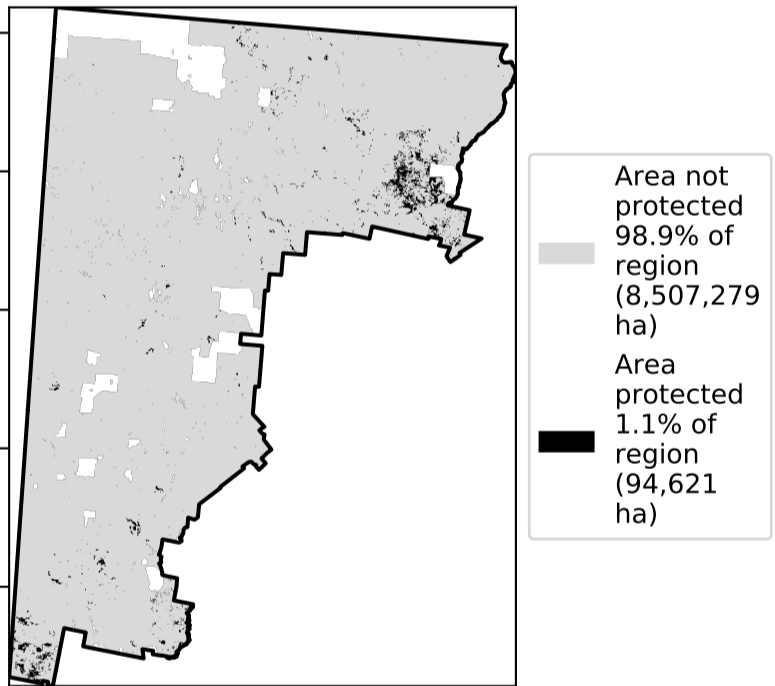 Area not
protected
98.9% of
region
(8,507,279
ha)
Area
protected
1.1% of
region
(94,621
ha)